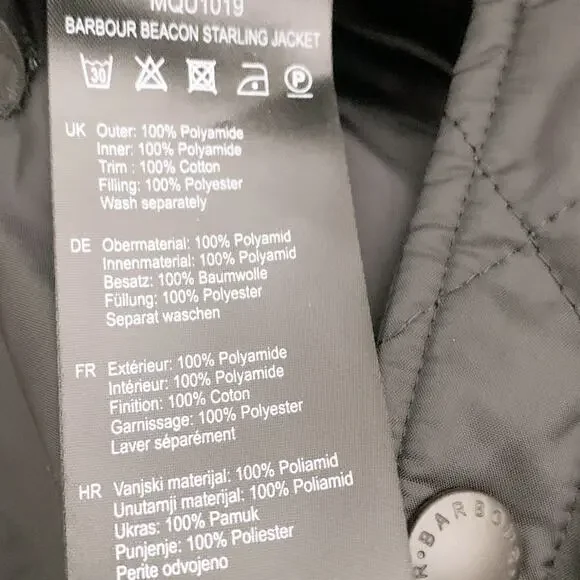 MQU1019
BARBOUR BEACON STARLING JACKET
30
P
UK Outer: 100% Polyamide
Inner: 100% Polyamide
Trim : 100% Cotton
Filling: 100% Polyester
Wash separately
DE Obermaterial: 100% Polyamid
Innenmaterial: 100% Polyamid
Besatz: 100% Baumwolle
Füllung: 100% Polyester
Separat waschen
FR Extérieur: 100% Polyamide
Intérieur: 100% Polyamide
Finition: 100% Coton
Garnissage: 100% Polyester
Laver séparément
HR Vanjski materijal: 100% Poliamid
Unutarnji materijal: 100% Poliamid
Ukras: 100% Pamuk
Punjenje: 100% Poliester
Perite odvojeno
R · BARBOUR